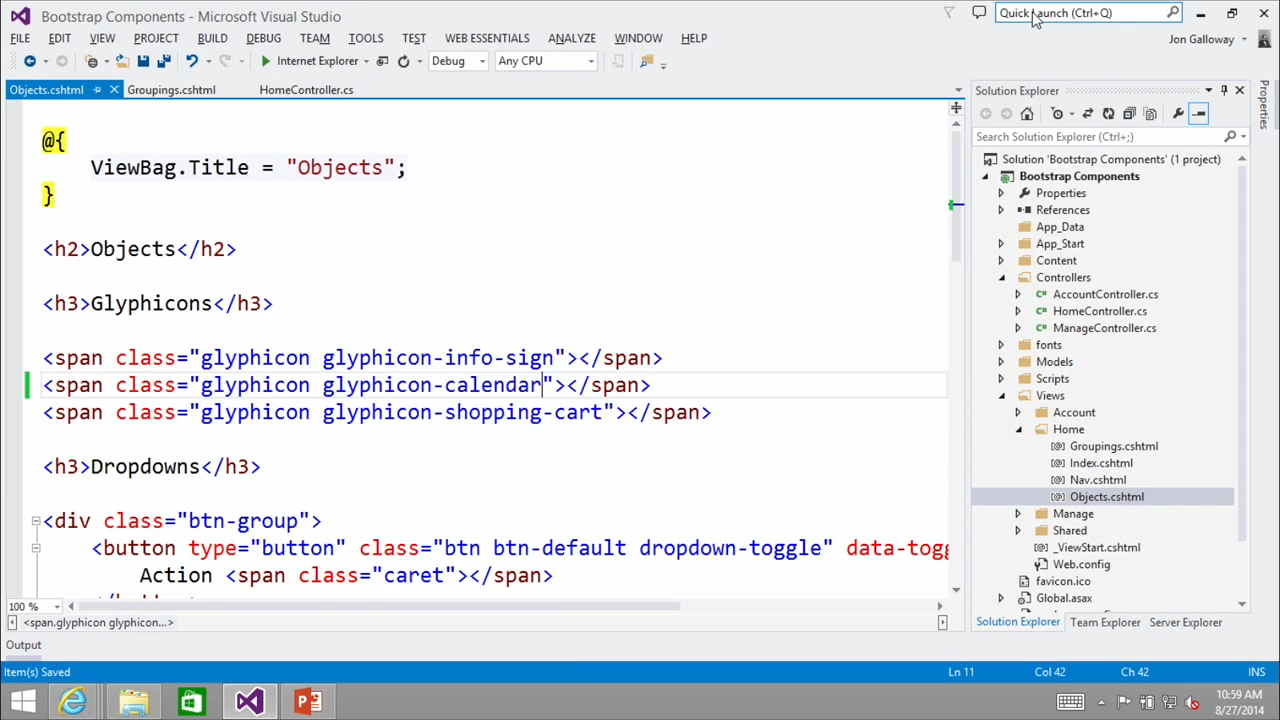 Bootstrap Components - Microsoft Visual Studio
Quick Launch (Ctrl+Q)
FILE EDIT VIEW PROJECT BUILD DEBUG TEAM TOOLS TEST WEB ESSENTIALS ANALYZE WINDOW HELP
Jon Galloway
Internet Explorer Debug Any CPU
Objects.cshtml Groupings.cshtml HomeController.cs
@{
ViewBag.Title = "Objects";
}
<h2>Objects</h2>
<h3>Glyphicons</h3>
<span class="glyphicon glyphicon-info-sign"></span>
<span class="glyphicon glyphicon-calendar"></span>
<span class="glyphicon glyphicon-shopping-cart"></span>
<h3>Dropdowns</h3>
<div class="btn-group">
<button type="button" class="btn btn-default dropdown-toggle" data-togg
Action <span class="caret"></span>
100 %
<span.glyphicon glyphicon...>
Output
Solution Explorer
Search Solution Explorer (Ctrl+;)
Solution 'Bootstrap Components' (1 project)
Bootstrap Components
Properties
References
App_Data
App_Start
Content
Controllers
C# AccountController.cs
C# HomeController.cs
C# ManageController.cs
fonts
Models
Scripts
Views
Account
Home
[@] Groupings.cshtml
[@] Index.cshtml
[@] Nav.cshtml
[@] Objects.cshtml
Manage
Shared
[@] _ViewStart.cshtml
Web.config
favicon.ico
Global.asax
Solution Explorer Team Explorer Server Explorer
Properties
Item(s) Saved Ln 11 Col 42 Ch 42 INS
10:59 AM
8/27/2014